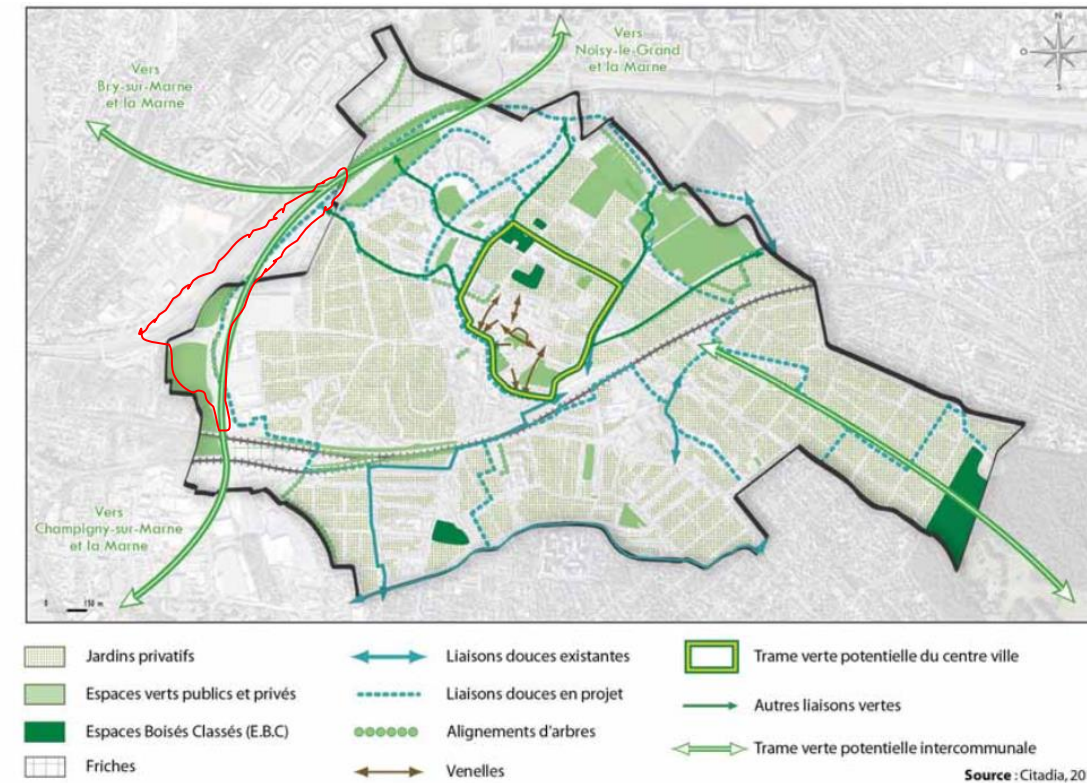 Vers
Bry-sur-Marne
et la Marne
Vers
Noisy-le-Grand
et la Marne
N
O
E
S
Vers
Champigny-sur-Marne
et la Marne
0 150 m
Jardins privatifs
Espaces verts publics et privés
Espaces Boisés Classés (E.B.C)
Friches
Liaisons douces existantes
Liaisons douces en projet
Alignements d'arbres
Venelles
Trame verte potentielle du centre ville
Autres liaisons vertes
Trame verte potentielle intercommunale
Source : Citadia, 20